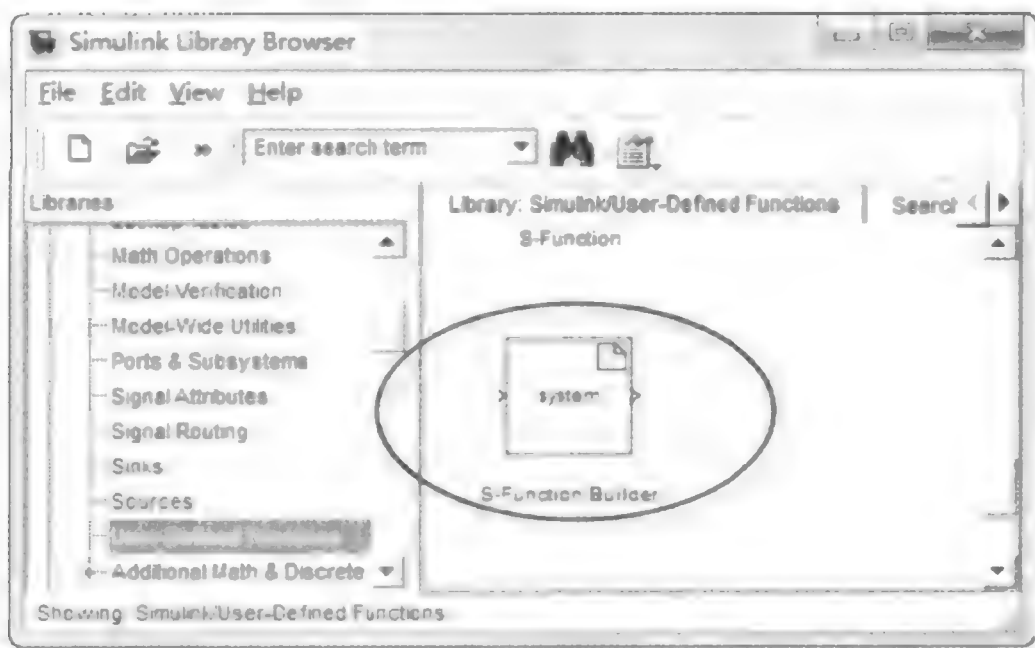 Simulink Library Browser
File Edit View Help
Enter search term
Libraries
Library: Simulink/User-Defined Functions
Search
S-Function
Math Operations
Model Verification
Model-Wide Utilities
Ports & Subsystems
Signal Attributes
Signal Routing
Sinks
Sources
Additional Math & Discrete
system
S-Function Builder
Showing: Simulink/User-Defined Functions